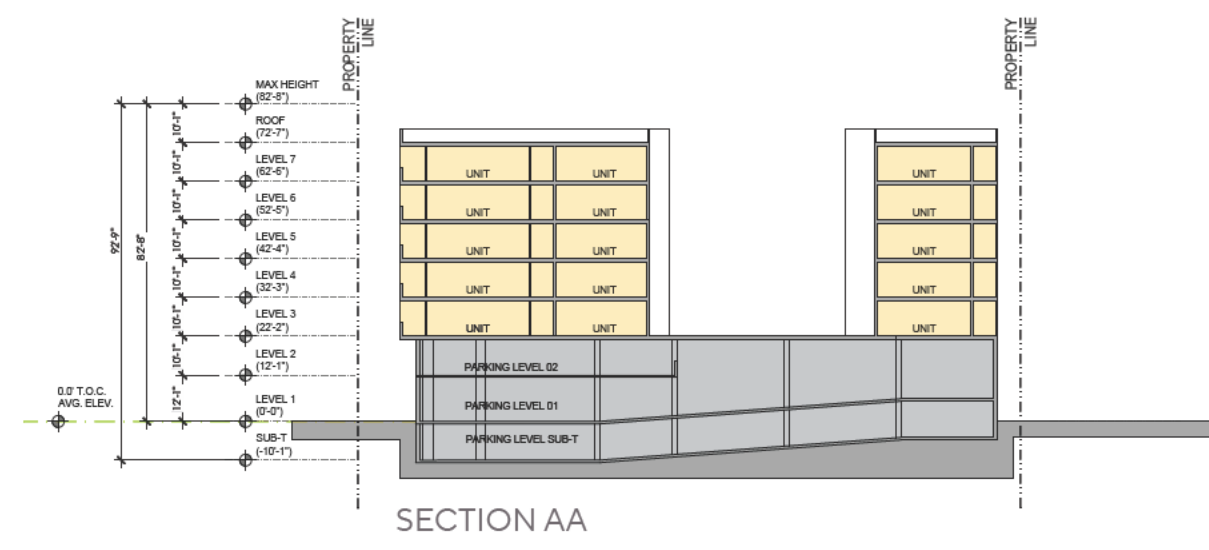 PROPERTY
LINE
PROPERTY
LINE
MAX HEIGHT
(82'-8")
ROOF
(72'-7")
LEVEL 7
(62'-6")
LEVEL 6
(52'-5")
LEVEL 5
(42'-4")
LEVEL 4
(32'-3")
LEVEL 3
(22'-2")
LEVEL 2
(12'-1")
LEVEL 1
(0'-0")
SUB-T
(-10'-1")
10'-1"
10'-1"
10'-1"
10'-1"
10'-1"
10'-1"
10'-1"
12'-1"
92'-9"
82'-8"
0.0' T.O.C.
AVG. ELEV.
UNIT UNIT UNIT
UNIT UNIT UNIT
UNIT UNIT UNIT
UNIT UNIT UNIT
UNIT UNIT UNIT
PARKING LEVEL 02
PARKING LEVEL 01
PARKING LEVEL SUB-T
SECTION AA